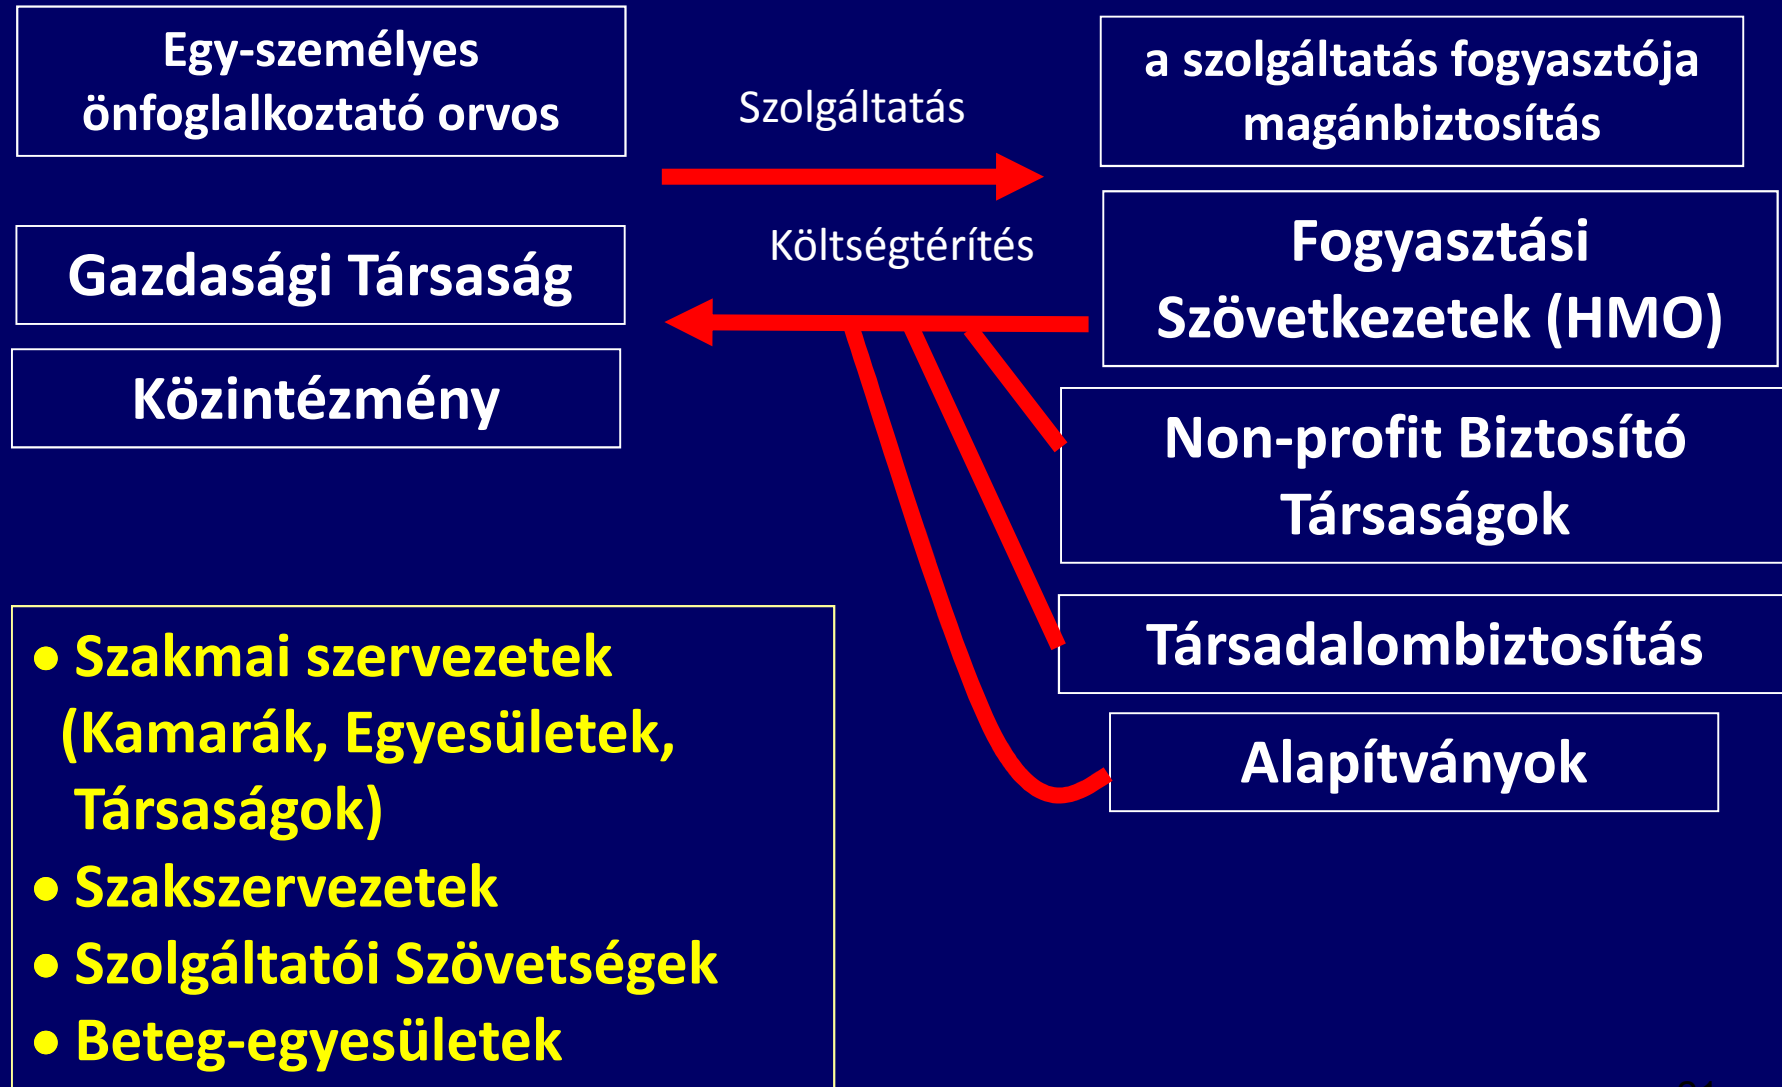 Egy-személyes
önfoglalkoztató orvos
Szolgáltatás
a szolgáltatás fogyasztója
magánbiztosítás
Gazdasági Társaság
Költségtérítés
Fogyasztási
Szövetkezetek (HMO)
Közintézmény
Non-profit Biztosító
Társaságok
Társadalombiztosítás
Alapítványok
• Szakmai szervezetek
(Kamarák, Egyesületek,
Társaságok)
• Szakszervezetek
• Szolgáltatói Szövetségek
• Beteg-egyesületek